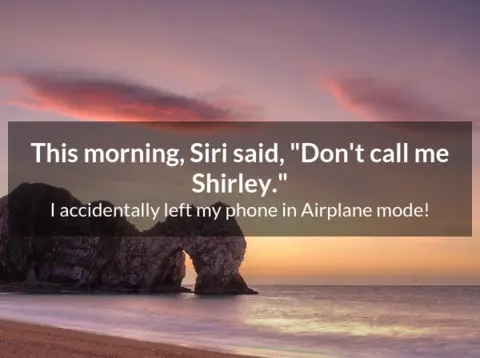 This morning, Siri said, "Don't call me
Shirley."
I accidentally left my phone in Airplane mode!